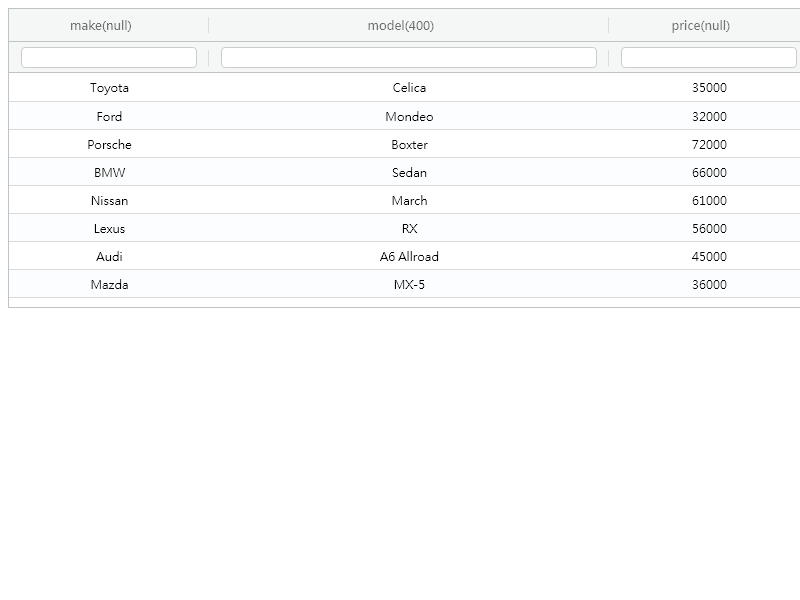 make(null) model(400) price(null)
Toyota Celica 35000
Ford Mondeo 32000
Porsche Boxter 72000
BMW Sedan 66000
Nissan March 61000
Lexus RX 56000
Audi A6 Allroad 45000
Mazda MX-5 36000